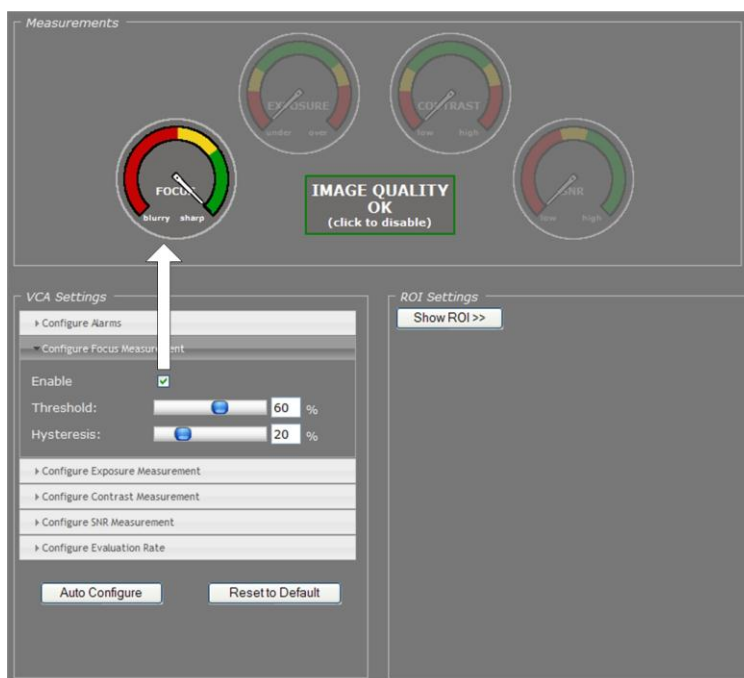 Measurements
EXPOSURE
under over
CONTRAST
low high
FOCUS
blurry sharp
IMAGE QUALITY
OK
(click to disable)
SNR
low high
VCA Settings
Configure Alarms
Configure Focus Measurement
Enable
Threshold: 60 %
Hysteresis: 20 %
Configure Exposure Measurement
Configure Contrast Measurement
Configure SNR Measurement
Configure Evaluation Rate
Auto Configure Reset to Default
ROI Settings
Show ROI >>